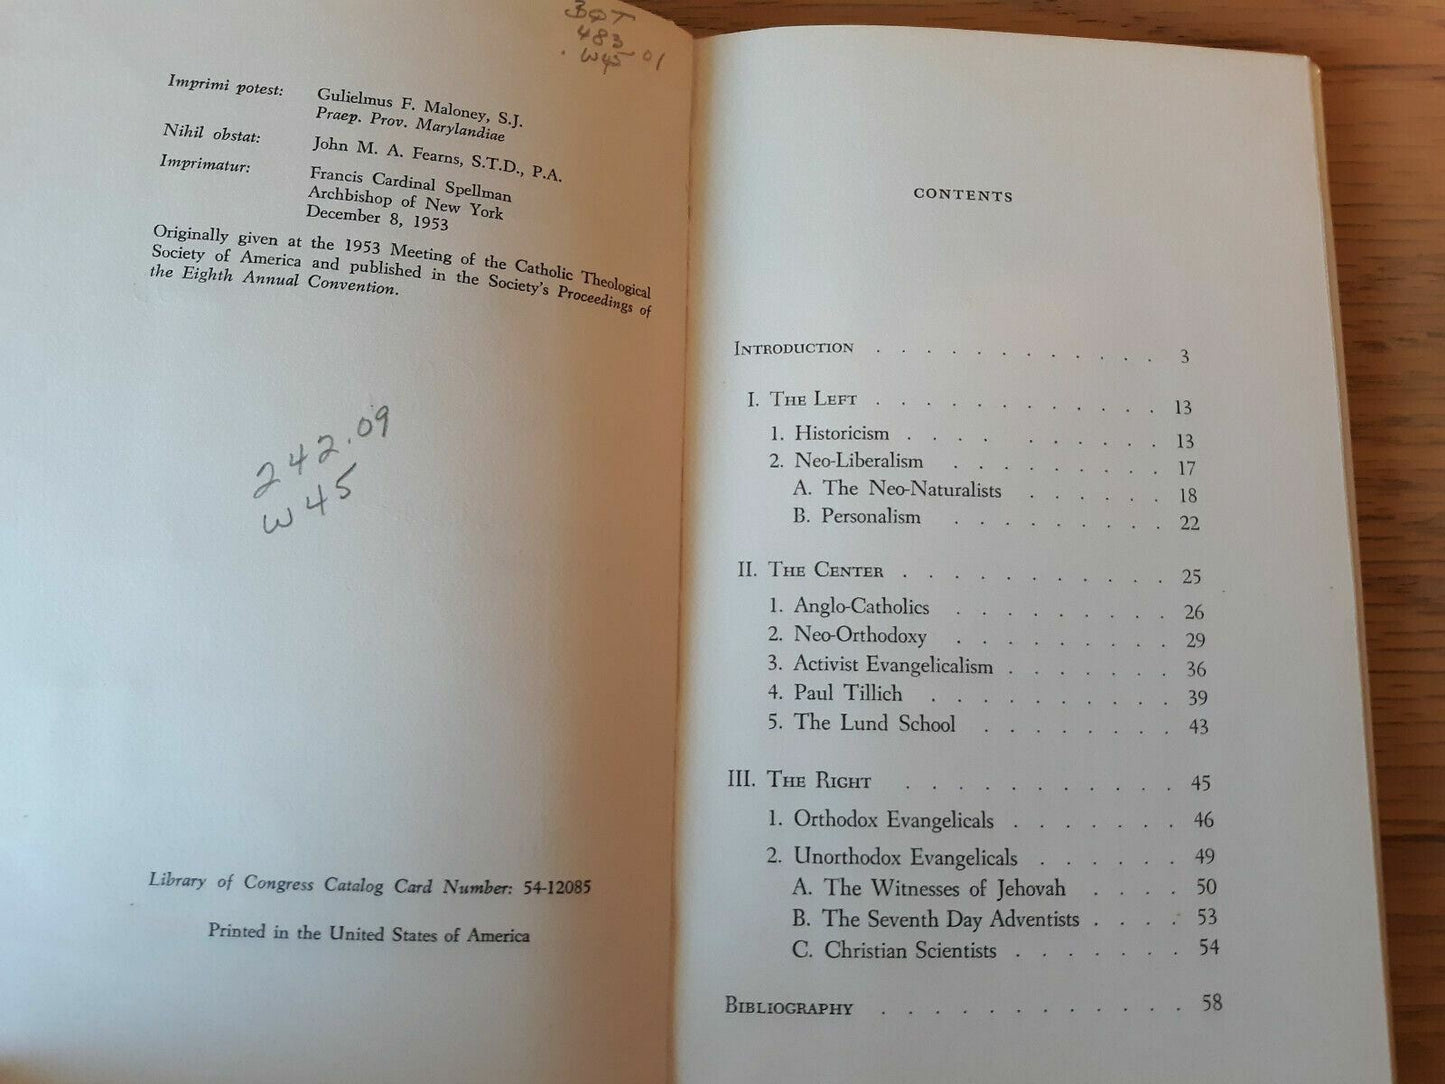 BQT
483
.W45-01
Imprimi potest: Gulielmus F. Maloney, S.J.
Praep. Prov. Marylandiae
Nihil obstat: John M. A. Fearns, S.T.D., P.A.
Imprimatur: Francis Cardinal Spellman
Archbishop of New York
December 8, 1953
Originally given at the 1953 Meeting of the Catholic Theological
Society of America and published in the Society's Proceedings of
the Eighth Annual Convention.
242.09
W45
Library of Congress Catalog Card Number: 54-12085
Printed in the United States of America
CONTENTS
INTRODUCTION . . . . . . . . . . . . 3
I. THE LEFT . . . . . . . . . . . . 13
1. Historicism . . . . . . . . . . 13
2. Neo-Liberalism . . . . . . . . . 17
A. The Neo-Naturalists . . . . . . 18
B. Personalism . . . . . . . . . 22
II. THE CENTER . . . . . . . . . . . 25
1. Anglo-Catholics . . . . . . . . . 26
2. Neo-Orthodoxy . . . . . . . . . 29
3. Activist Evangelicalism . . . . . . . 36
4. Paul Tillich . . . . . . . . . . 39
5. The Lund School . . . . . . . . 43
III. THE RIGHT . . . . . . . . . . . 45
1. Orthodox Evangelicals . . . . . . . 46
2. Unorthodox Evangelicals . . . . . . 49
A. The Witnesses of Jehovah . . . . 50
B. The Seventh Day Adventists . . . . 53
C. Christian Scientists . . . . . . . 54
BIBLIOGRAPHY . . . . . . . . . . . . 58